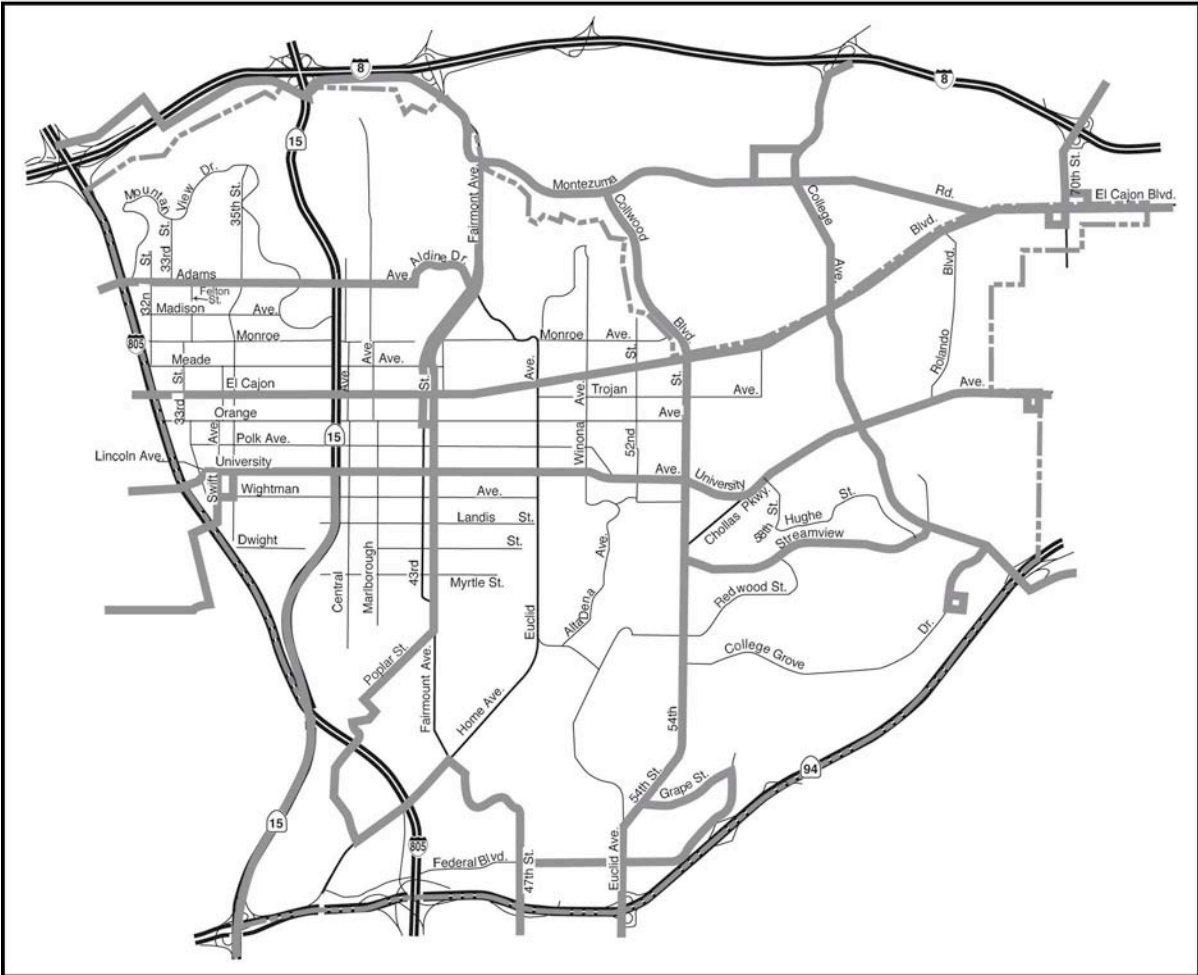 8
8
15
70th St.
El Cajon Blvd.
Mountain
View Dr.
35th St.
Fairmont Ave.
Montezuma
Rd.
Collwood
College
Blvd.
33rd St.
Aldine Dr.
Adams
Ave.
Felton
St.
32n
St.
Madison
Ave.
Ave.
Blvd.
805
Monroe
Monroe
Ave.
Blvd.
Meade
Ave.
Ave
Ave.
St.
Rolando
El Cajon
Ave.
St.
Trojan
Ave.
St.
Ave.
33rd St.
Orange
Ave.
Ave.
15
Polk Ave.
Winona
52nd
Lincoln Ave.
University
Ave.
University
Swift
Ave.
Wightman
Ave.
Chollas Pkwy.
58th St.
Hughe St.
Landis
St.
Streamview
Dwight
St.
Ave.
Central
Marlborough
43rd
Myrtle St.
Euclid
Alta Dena
Redwood St.
College Grove
Dr.
Poplar St.
Fairmount Ave.
Home Ave.
54th
94
54th St.
Grape St.
15
805
Federal Blvd.
47th St.
Euclid Ave.